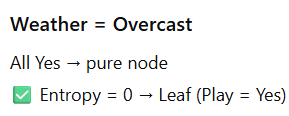 Weather = Overcast
All Yes → pure node
✅ Entropy = 0 → Leaf (Play = Yes)